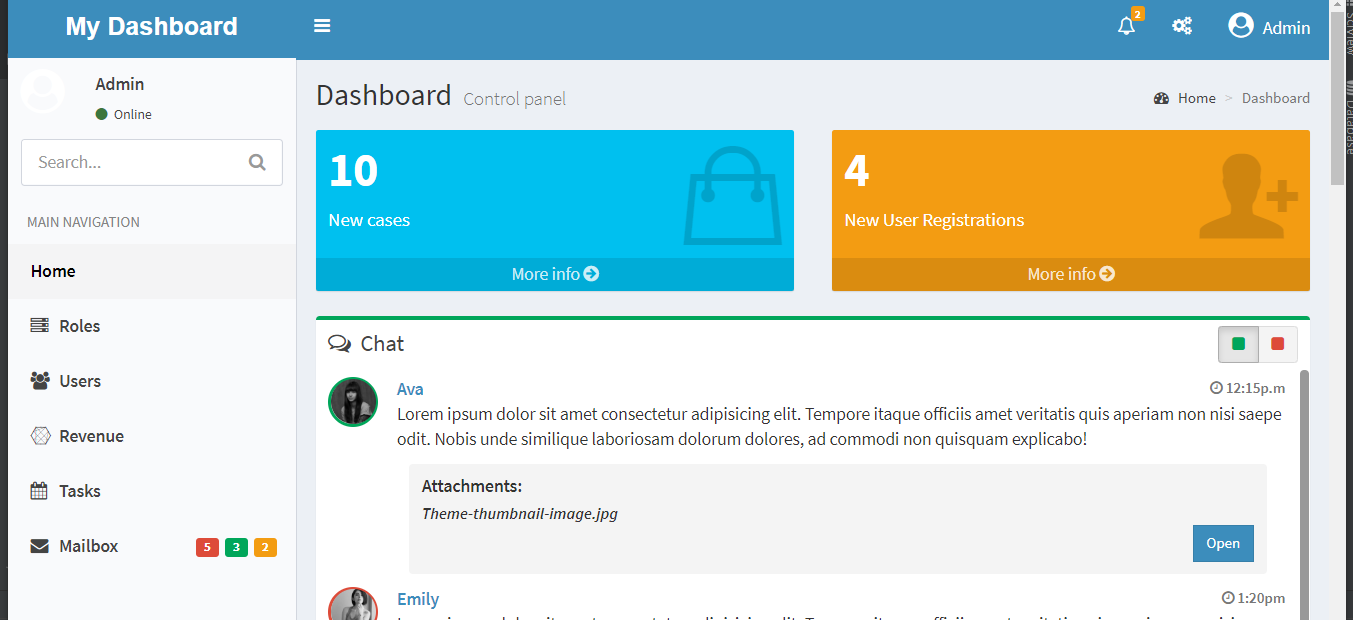 My Dashboard
2
Admin
SciView
Database
Admin
Online
Search...
MAIN NAVIGATION
Home
Roles
Users
Revenue
Tasks
Mailbox 5 3 2
Dashboard Control panel
Home > Dashboard
10
New cases
More info
4
New User Registrations
More info
Chat
Ava 12:15p.m
Lorem ipsum dolor sit amet consectetur adipisicing elit. Tempore itaque officiis amet veritatis quis aperiam non nisi saepe
odit. Nobis unde similique laboriosam dolorum dolores, ad commodi non quisquam explicabo!
Attachments:
Theme-thumbnail-image.jpg
Open
Emily 1:20pm